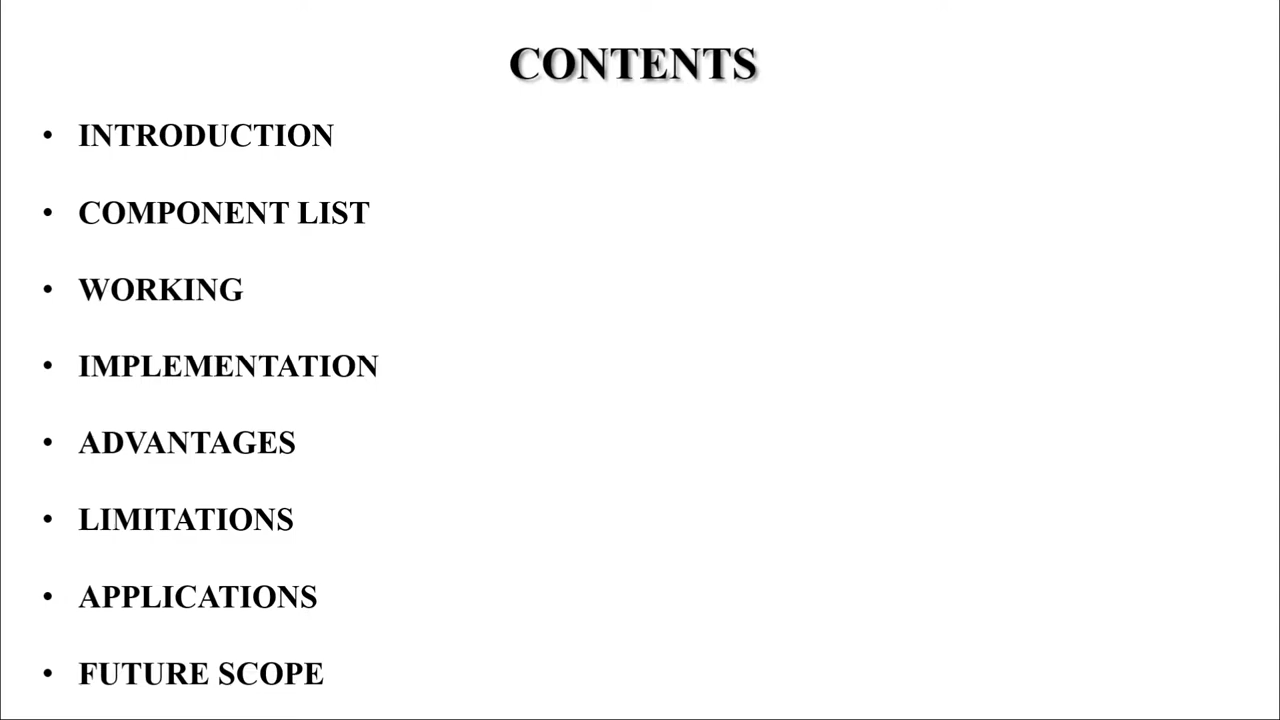 CONTENTS
• INTRODUCTION
• COMPONENT LIST
• WORKING
• IMPLEMENTATION
• ADVANTAGES
• LIMITATIONS
• APPLICATIONS
• FUTURE SCOPE